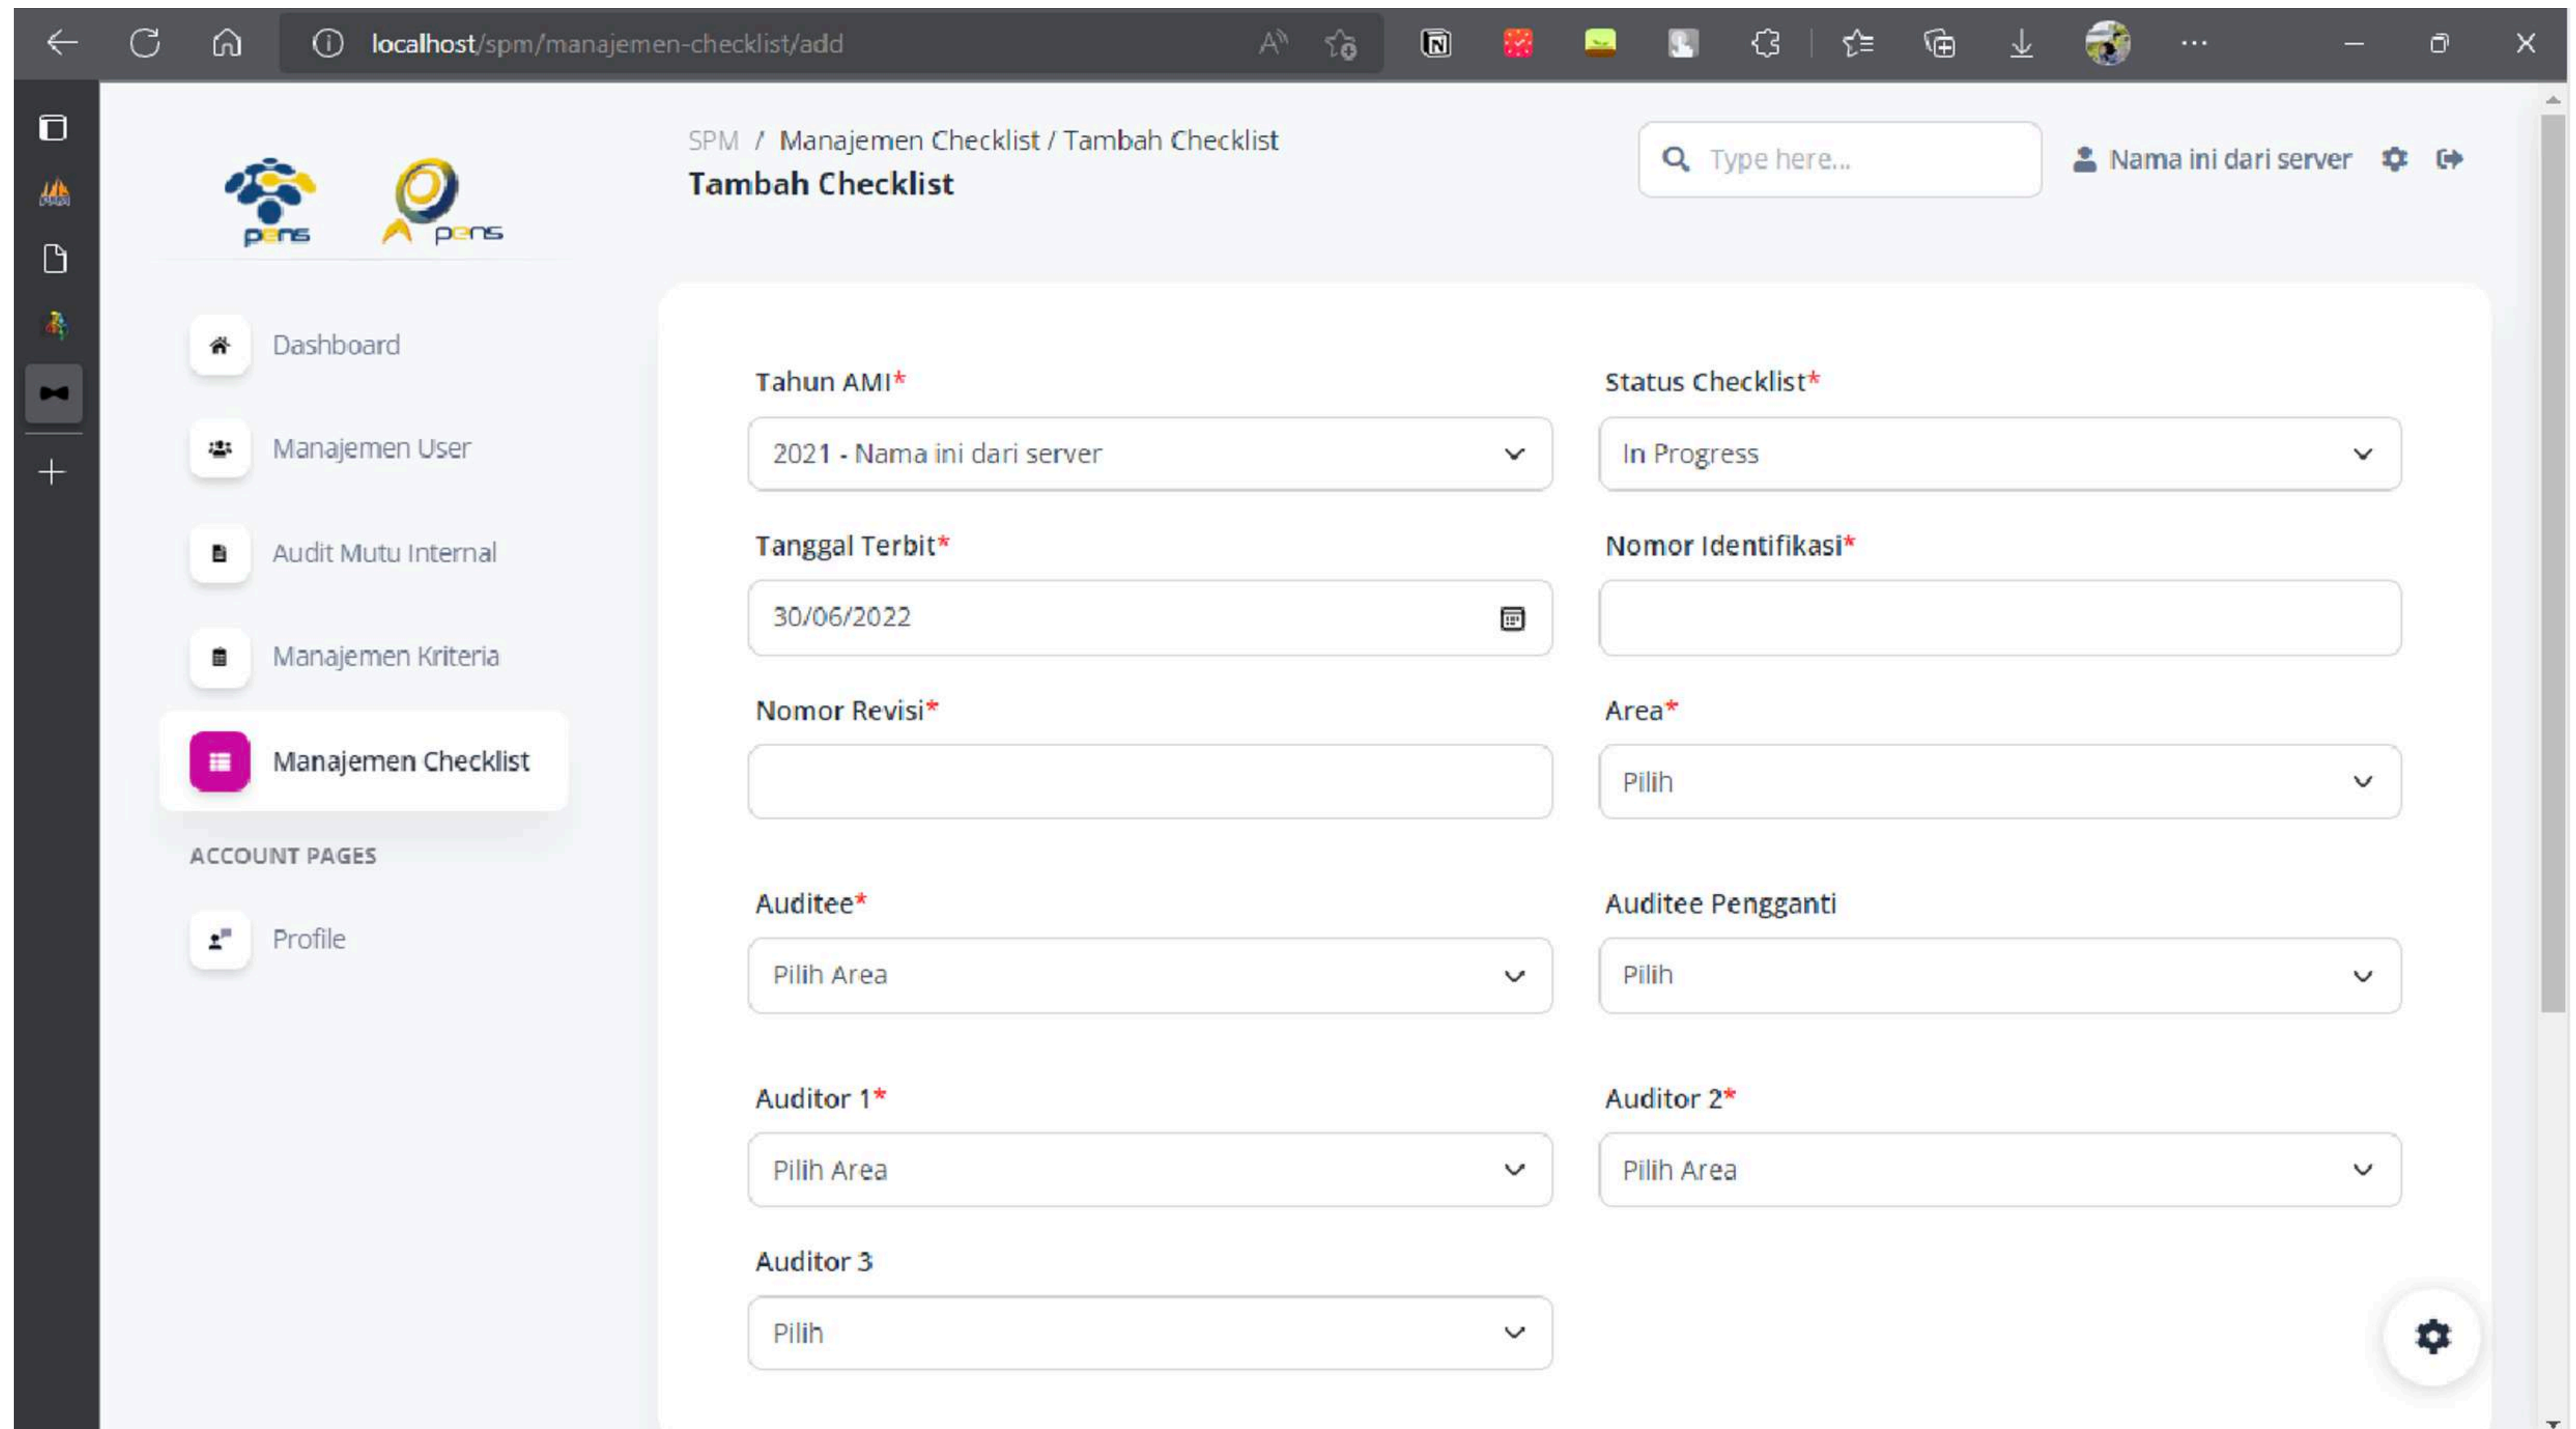 localhost/spm/manajemen-checklist/add
pens
pens
SPM / Manajemen Checklist / Tambah Checklist
Tambah Checklist
Type here...
Nama ini dari server
Dashboard
Manajemen User
Audit Mutu Internal
Manajemen Kriteria
Manajemen Checklist
ACCOUNT PAGES
Profile
Tahun AMI*
Status Checklist*
2021 - Nama ini dari server
In Progress
Tanggal Terbit*
Nomor Identifikasi*
30/06/2022
Nomor Revisi*
Area*
Pilih
Auditee*
Auditee Pengganti
Pilih Area
Pilih
Auditor 1*
Auditor 2*
Pilih Area
Pilih Area
Auditor 3
Pilih